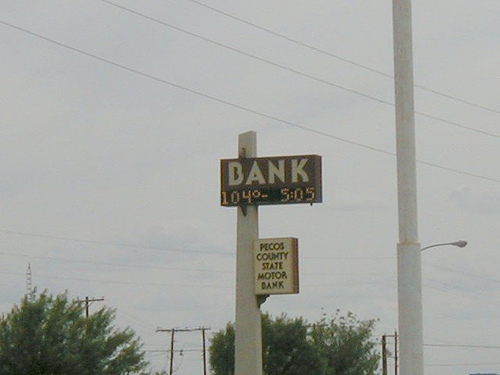 BANK
104°- 5:05
PECOS
COUNTY
STATE
MOTOR
BANK